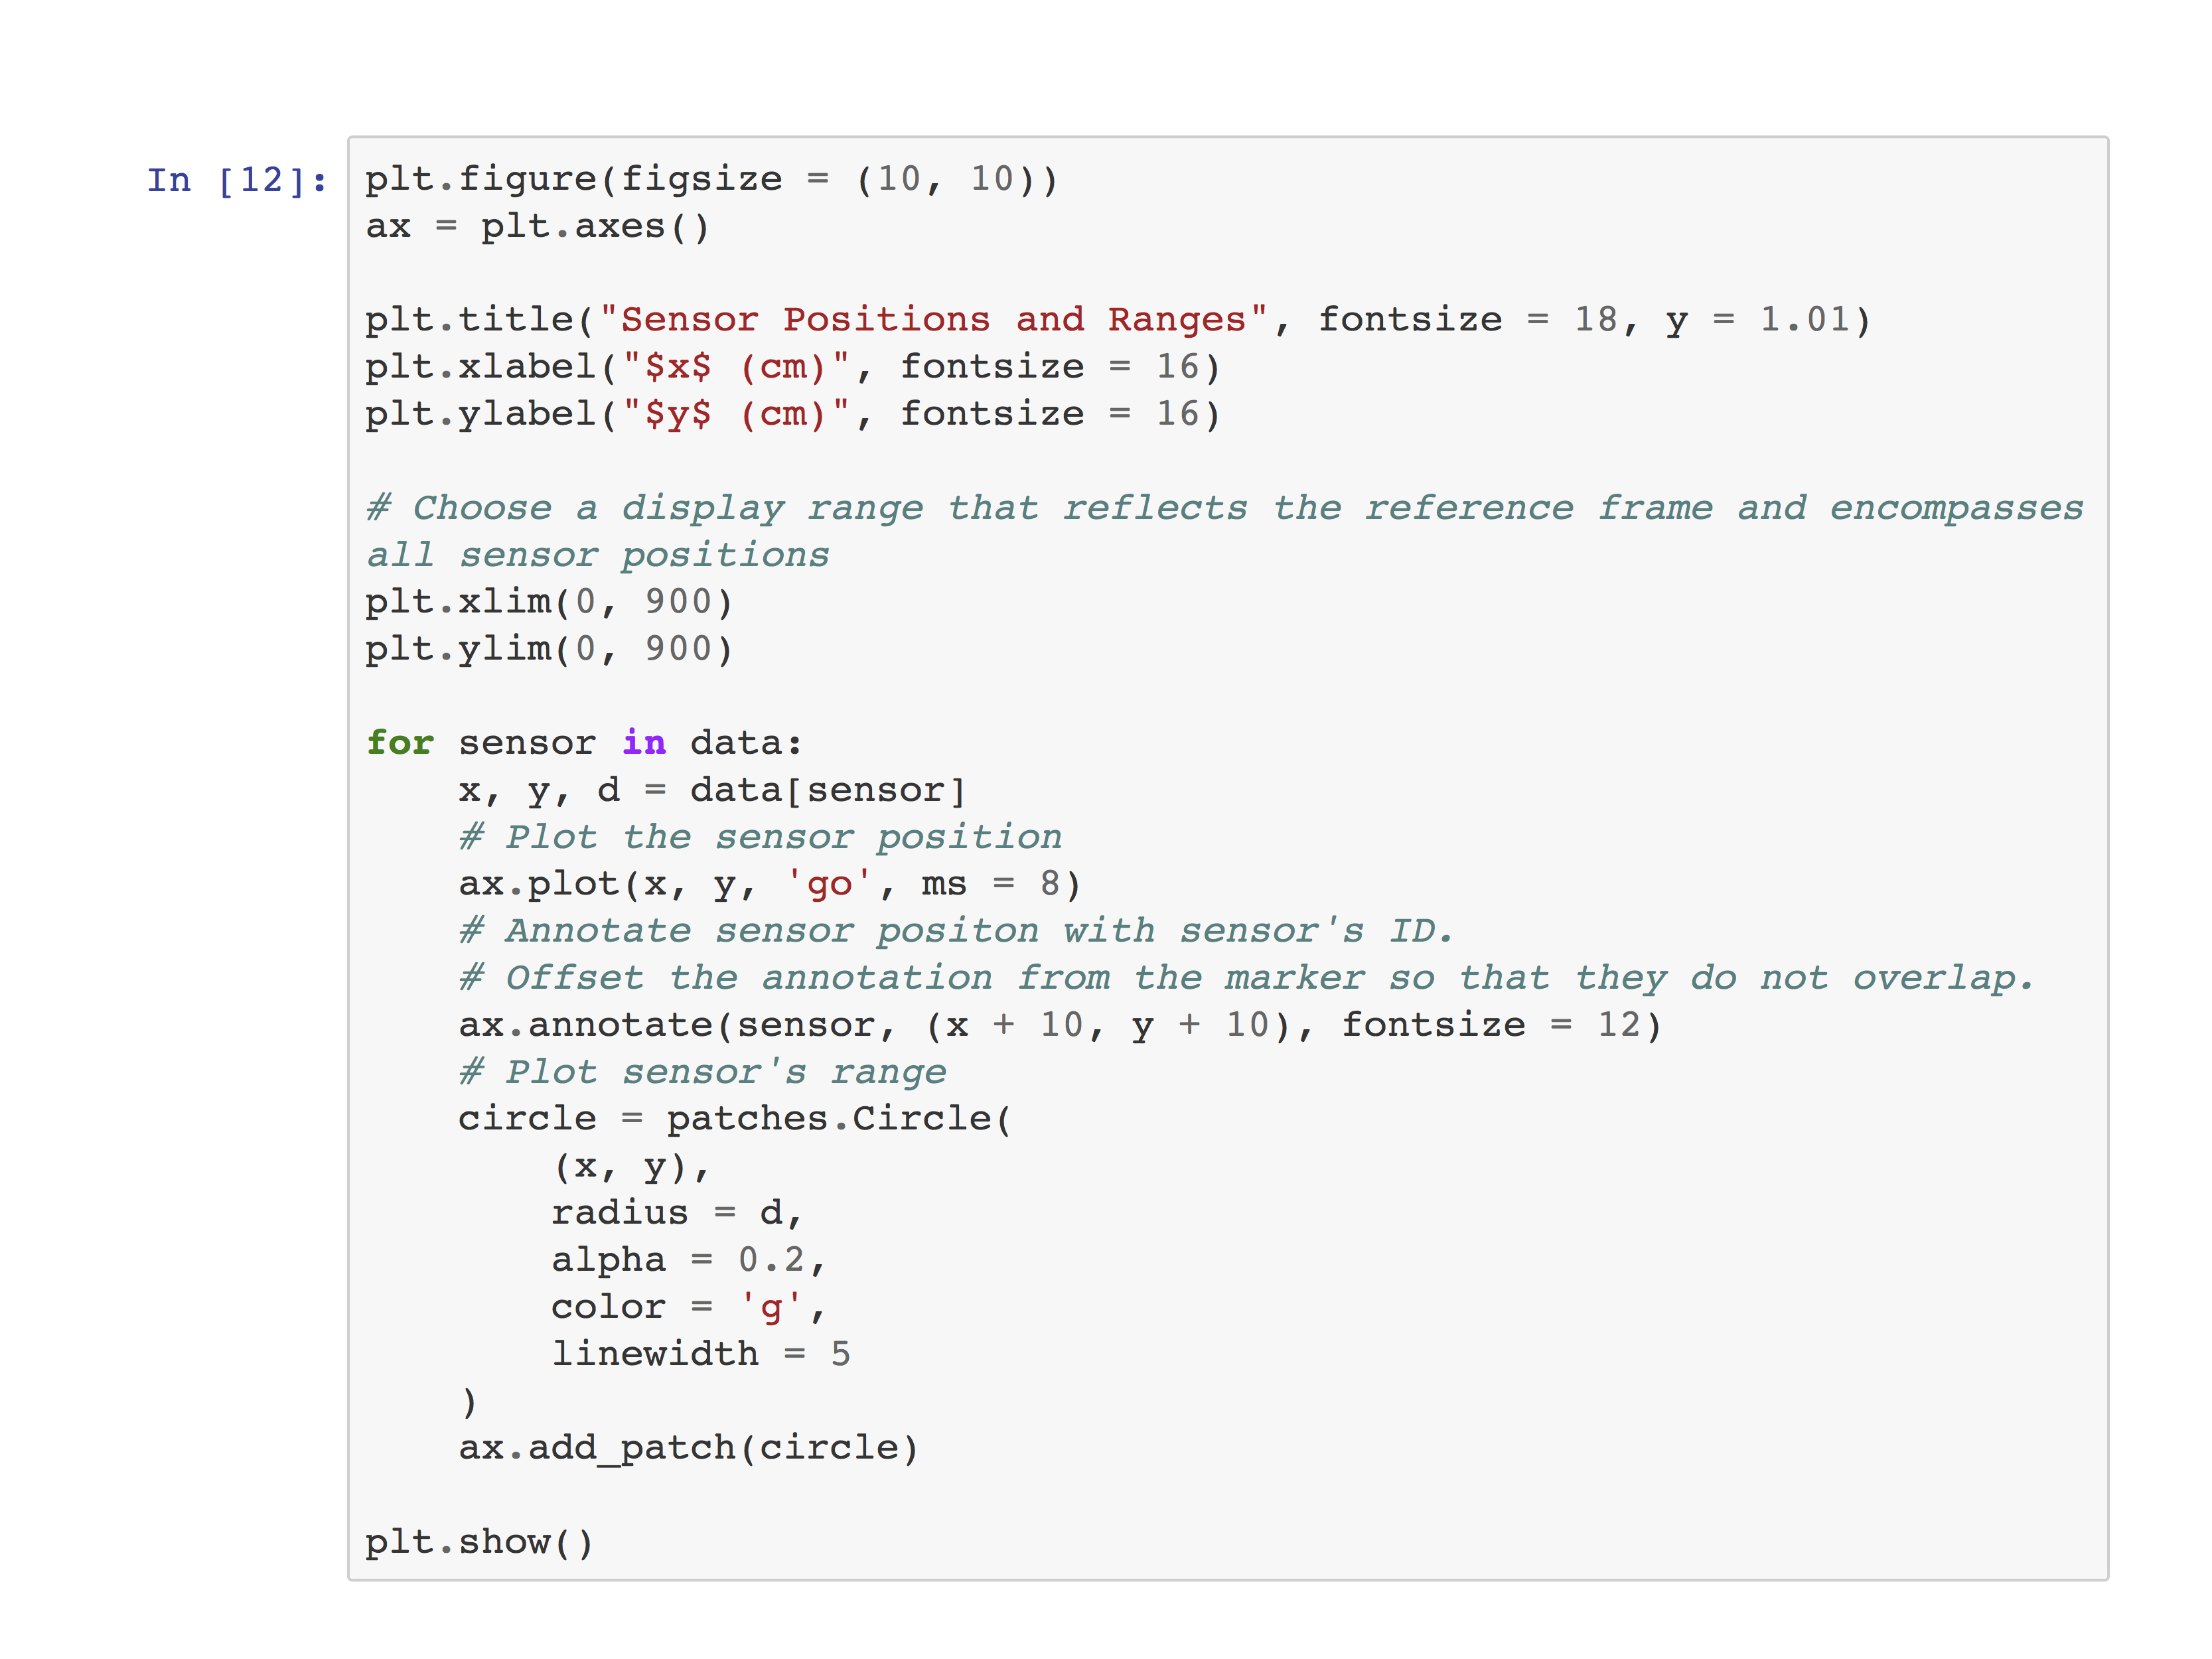 In [12]: plt.figure(figsize = (10, 10))
ax = plt.axes()

plt.title("Sensor Positions and Ranges", fontsize = 18, y = 1.01)
plt.xlabel("$x$ (cm)", fontsize = 16)
plt.ylabel("$y$ (cm)", fontsize = 16)

# Choose a display range that reflects the reference frame and encompasses
all sensor positions
plt.xlim(0, 900)
plt.ylim(0, 900)

for sensor in data:
    x, y, d = data[sensor]
    # Plot the sensor position
    ax.plot(x, y, 'go', ms = 8)
    # Annotate sensor positon with sensor's ID.
    # Offset the annotation from the marker so that they do not overlap.
    ax.annotate(sensor, (x + 10, y + 10), fontsize = 12)
    # Plot sensor's range
    circle = patches.Circle(
        (x, y),
        radius = d,
        alpha = 0.2,
        color = 'g',
        linewidth = 5
    )
    ax.add_patch(circle)

plt.show()